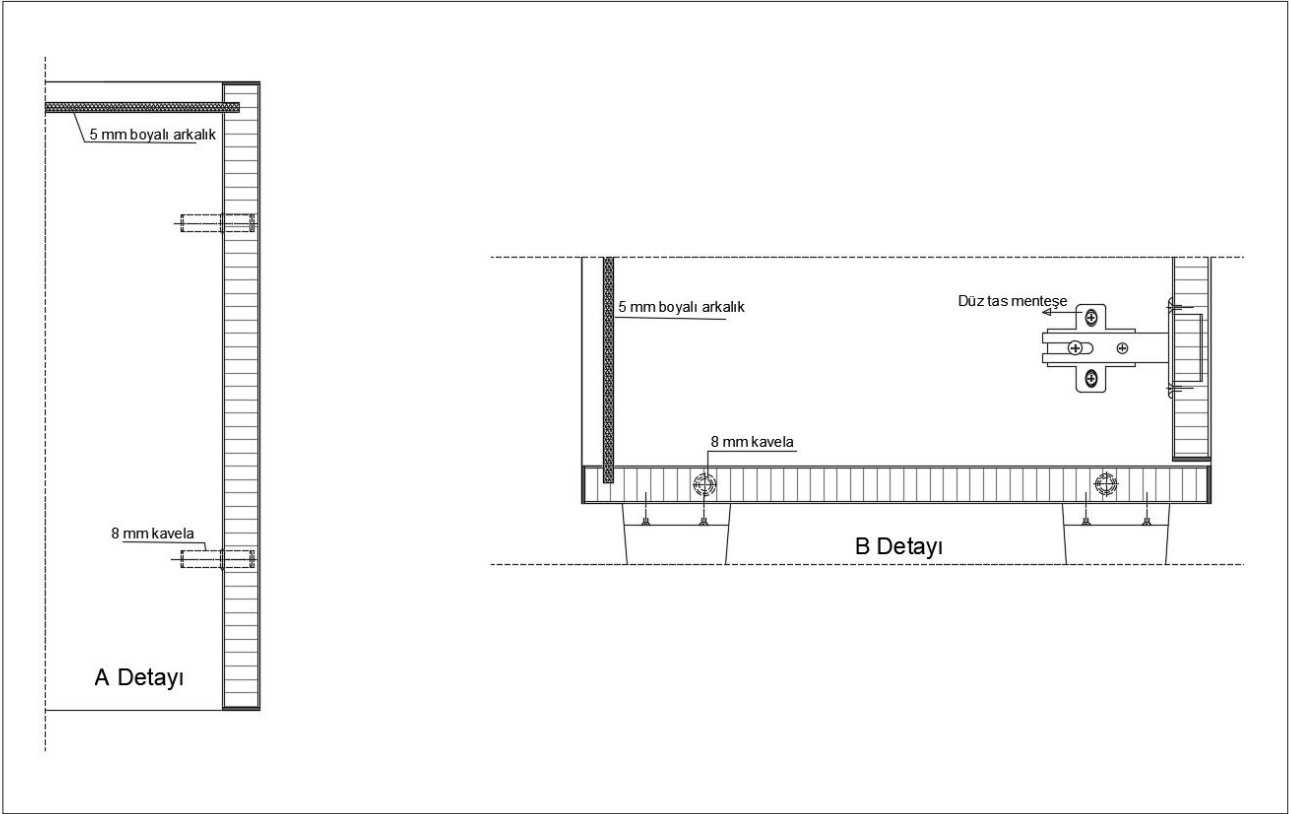 5 mm boyalı arkalık
8 mm kavela
A Detayı
5 mm boyalı arkalık
Düz tas menteşe
8 mm kavela
B Detayı